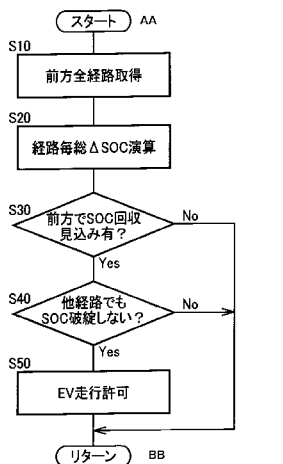 スタート AA
S10
前方全経路取得
S20
経路毎総ΔSOC演算
S30
前方でSOC回収
見込み有?
No
Yes
S40
他経路でも
SOC破綻しない?
No
Yes
S50
EV走行許可
リターン BB